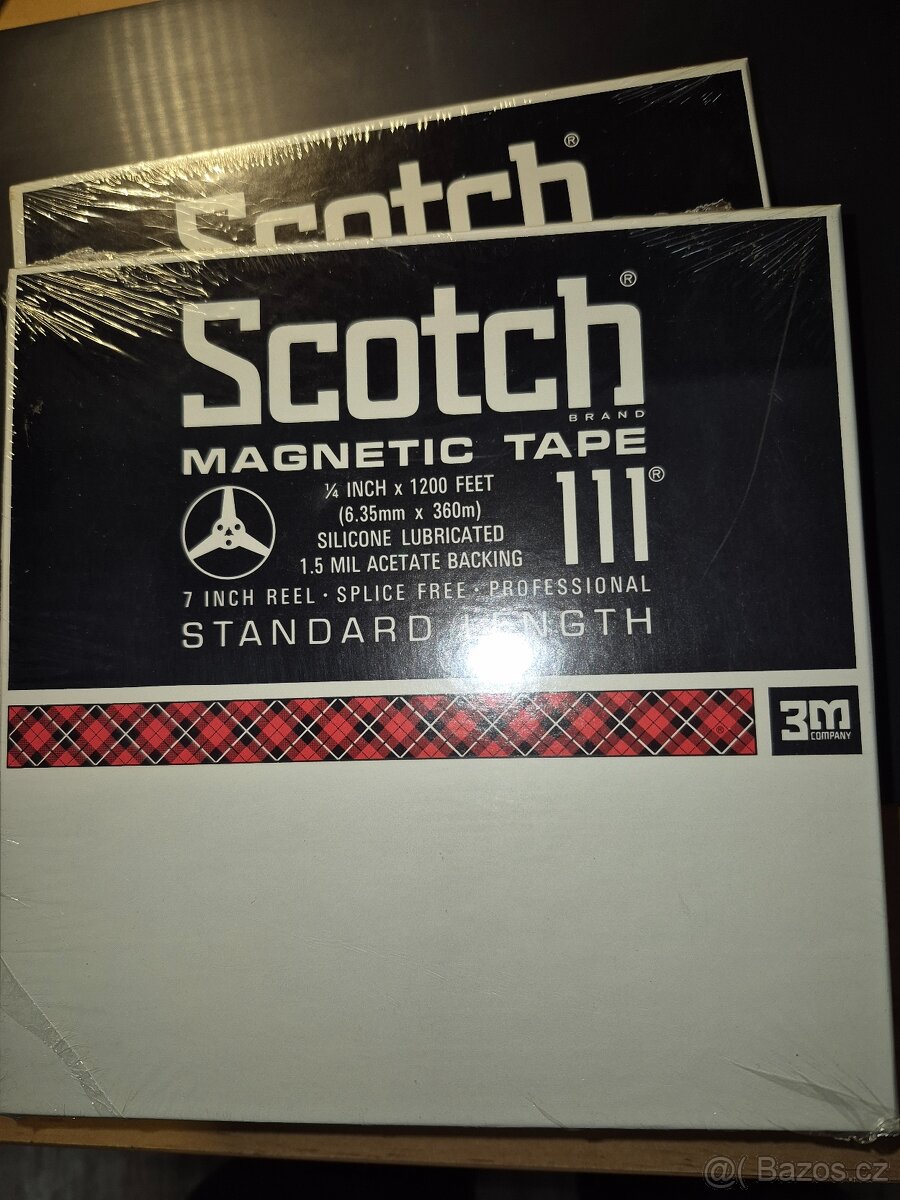 Scotch®
Scotch®
BRAND
MAGNETIC TAPE
¼ INCH x 1200 FEET
(6.35mm x 360m)
SILICONE LUBRICATED
1.5 MIL ACETATE BACKING
111®
7 INCH REEL · SPLICE FREE · PROFESSIONAL
STANDARD LENGTH
®
3M
COMPANY
@( Bazos.cz